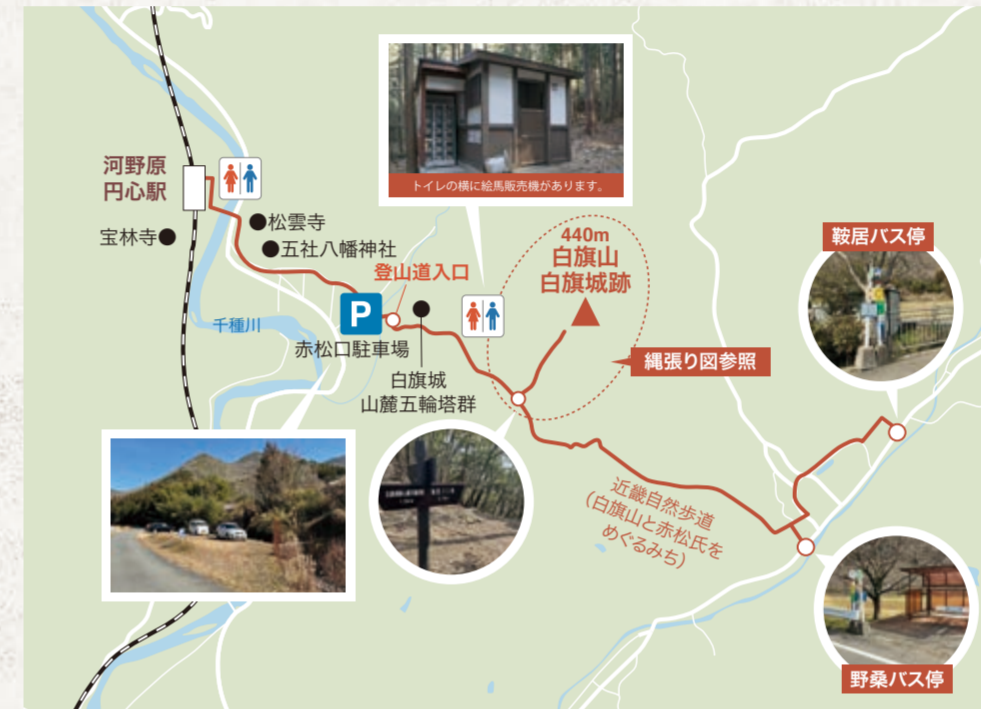 トイレの横に絵馬販売機があります。
河野原
円心駅
宝林寺
松雲寺
五社八幡神社
登山道入口
440m
白旗山
白旗城跡
鞍居バス停
P
千種川
赤松口駐車場
縄張り図参照
白旗城
山麓五輪塔群
近畿自然歩道
(白旗山と赤松氏を
めぐるみち)
野桑バス停